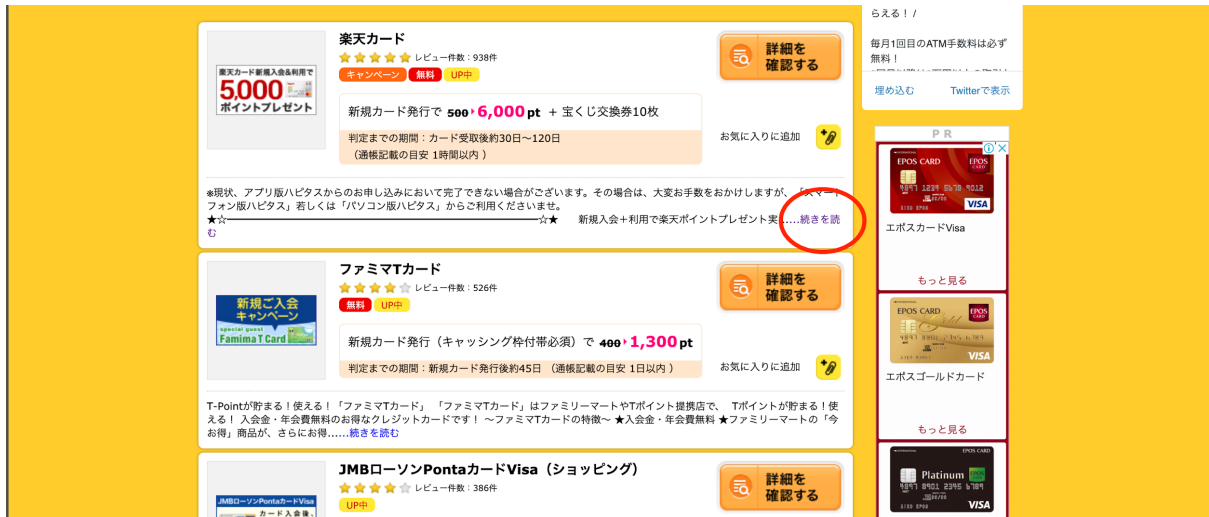 楽天カード
レビュー件数：938件
キャンペーン 無料 UP中
楽天カード新規入会&利用で
5,000
ポイントプレゼント
新規カード発行で 500 6,000pt + 宝くじ交換券10枚
判定までの期間：カード受取後約30日～120日
（通帳記載の目安 1時間以内 ）
詳細を
確認する
お気に入りに追加
※現状、アプリ版ハピタスからのお申し込みにおいて完了できない場合がございます。その場合は、大変お手数をおかけしますが、「スマート
フォン版ハピタス」若しくは「パソコン版ハピタス」からご利用くださいませ。
★☆━━━━━━━━━━━━━━━━━━━━━☆★ 新規入会＋利用で楽天ポイントプレゼント実......続きを読
む
ファミマTカード
レビュー件数：526件
無料 UP中
新規ご入会
キャンペーン
special guest
Famima T Card
新規カード発行（キャッシング枠付帯必須）で 400 1,300pt
判定までの期間：新規カード発行後約45日 （通帳記載の目安 1日以内 ）
詳細を
確認する
お気に入りに追加
T-Pointが貯まる！使える！「ファミマTカード」 「ファミマTカード」はファミリーマートやTポイント提携店で、 Tポイントが貯まる！使
える！ 入会金・年会費無料のお得なクレジットカードです！ ～ファミマTカードの特徴～ ★入会金・年会費無料 ★ファミリーマートの「今
お得」商品が、さらにお得......続きを読む
JMBローソンPontaカードVisa（ショッピング）
レビュー件数：386件
UP中
JMBローソンPontaカードVisa
カード入会後、
詳細を
確認する
らえる！ /
毎月1回目のATM手数料は必ず
無料！
埋め込む Twitterで表示
PR
EPOS CARD EPOS
4897 1234 5678 9012
VISA
エポスカードVisa
もっと見る
EPOS CARD Gold EPOS
VISA
エポスゴールドカード
もっと見る
EPOS CARD
Platinum EPOS
4897 8901 2345 6789
VISA